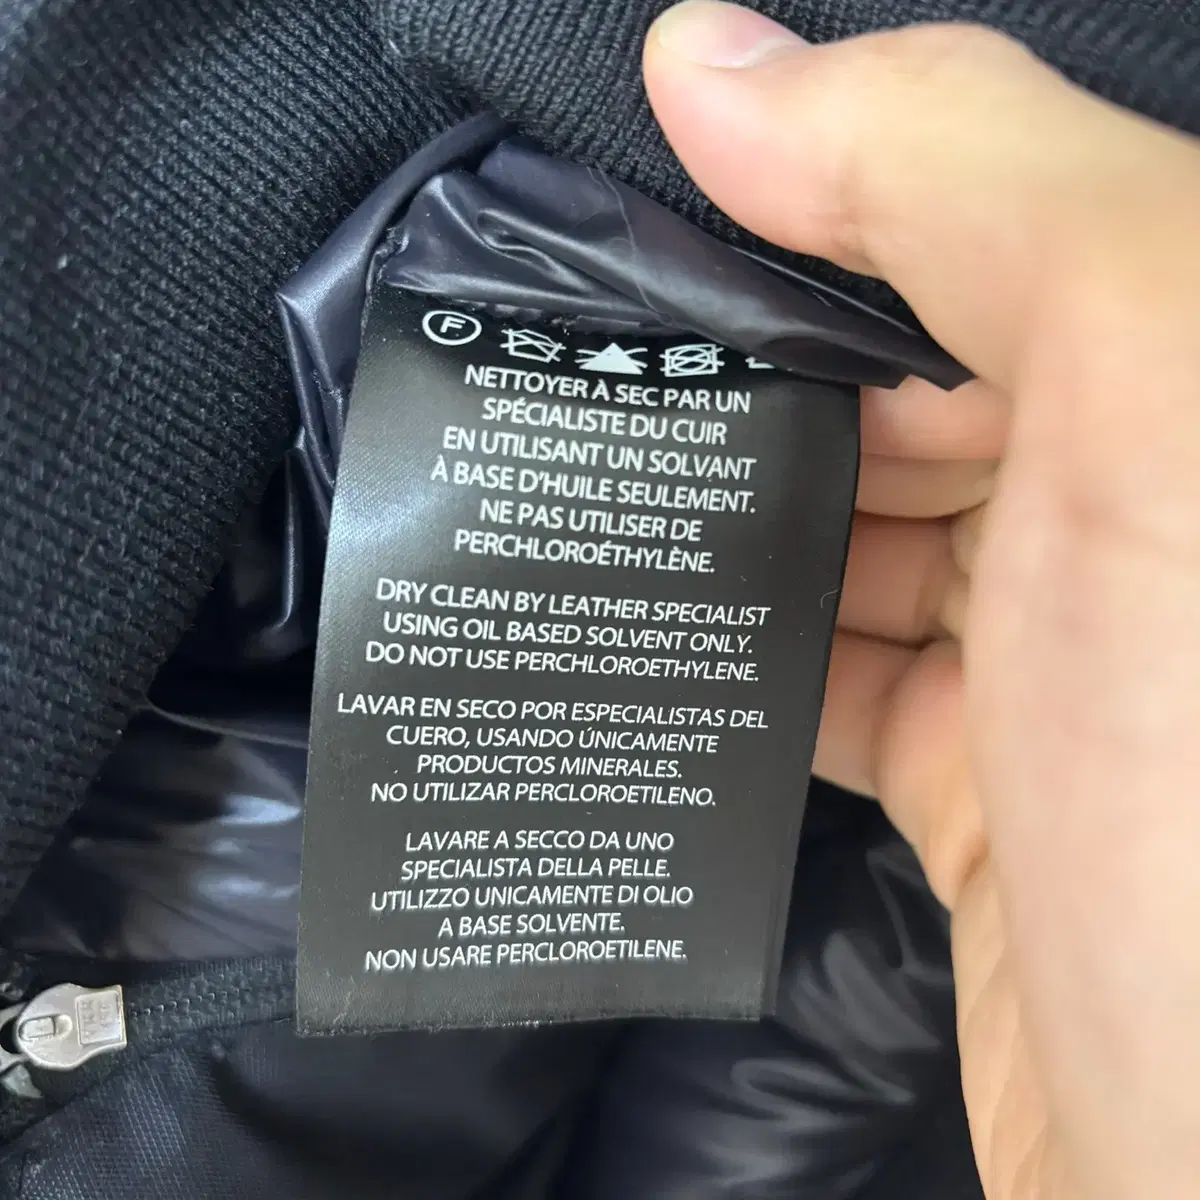 F
NETTOYER À SEC PAR UN
SPÉCIALISTE DU CUIR
EN UTILISANT UN SOLVANT
À BASE D'HUILE SEULEMENT.
NE PAS UTILISER DE
PERCHLOROÉTHYLÈNE.
DRY CLEAN BY LEATHER SPECIALIST
USING OIL BASED SOLVENT ONLY.
DO NOT USE PERCHLOROETHYLENE.
LAVAR EN SECO POR ESPECIALISTAS DEL
CUERO, USANDO ÚNICAMENTE
PRODUCTOS MINERALES.
NO UTILIZAR PERCLOROETILENO.
LAVARE A SECCO DA UNO
SPECIALISTA DELLA PELLE.
UTILIZZO UNICAMENTE DI OLIO
A BASE SOLVENTE.
NON USARE PERCLOROETILENE.